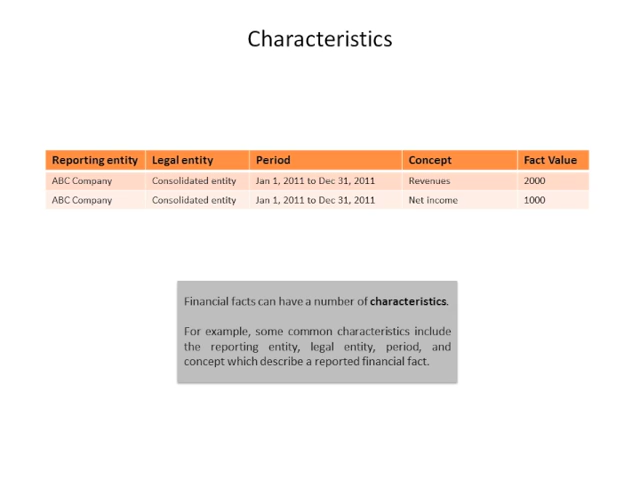 Characteristics
Reporting entity Legal entity Period Concept Fact Value
ABC Company Consolidated entity Jan 1, 2011 to Dec 31, 2011 Revenues 2000
ABC Company Consolidated entity Jan 1, 2011 to Dec 31, 2011 Net income 1000
Financial facts can have a number of characteristics.
For example, some common characteristics include
the reporting entity, legal entity, period, and
concept which describe a reported financial fact.